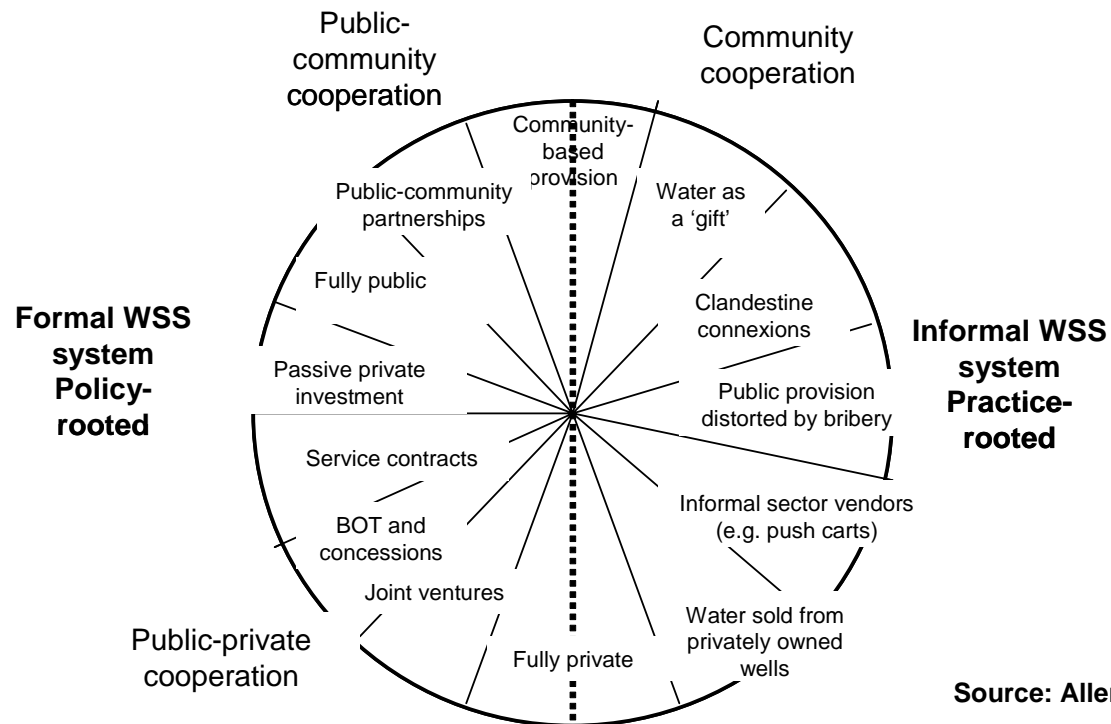 Public-
community
cooperation
Community
cooperation
Community-
based
provision
Public-community
partnerships
Water as
a ‘gift’
Fully public
Clandestine
connexions
Formal WSS
system
Policy-
rooted
Informal WSS
system
Practice-
rooted
Passive private
investment
Public provision
distorted by bribery
Service contracts
Informal sector vendors
(e.g. push carts)
BOT and
concessions
Joint ventures
Water sold from
privately owned
wells
Public-private
cooperation
Fully private
Source: Aller